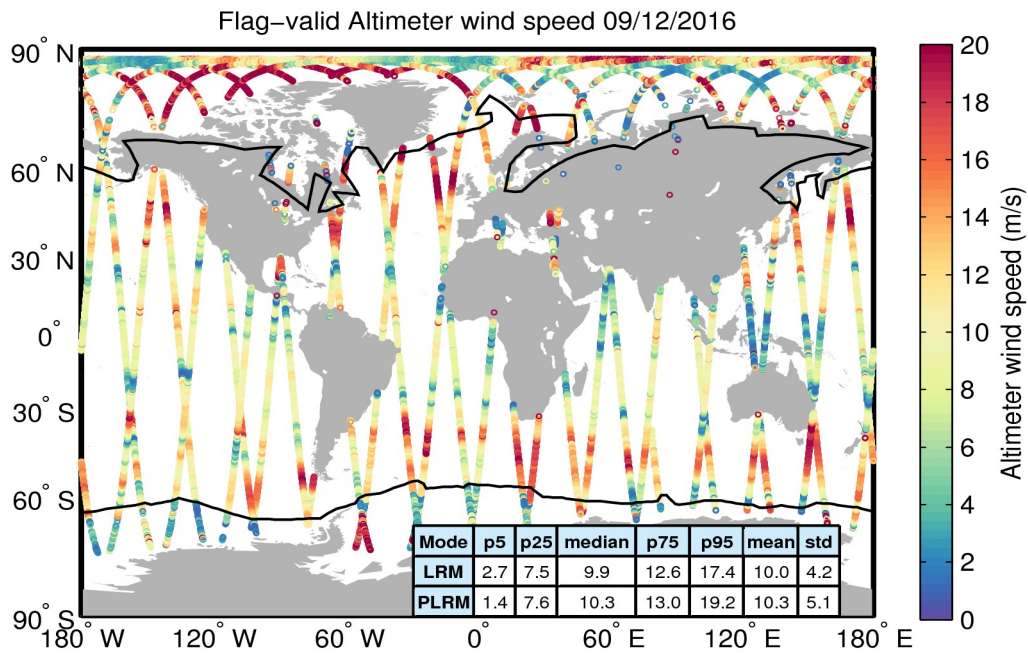 Flag−valid Altimeter wind speed 09/12/2016
90° N
60° N
30° N
0°
30° S
60° S
90° S
180° W
120° W
60° W
0°
60° E
120° E
180° E
Mode p5 p25 median p75 p95 mean std
LRM 2.7 7.5 9.9 12.6 17.4 10.0 4.2
PLRM 1.4 7.6 10.3 13.0 19.2 10.3 5.1
20
18
16
14
12
10
8
6
4
2
0
Altimeter wind speed (m/s)